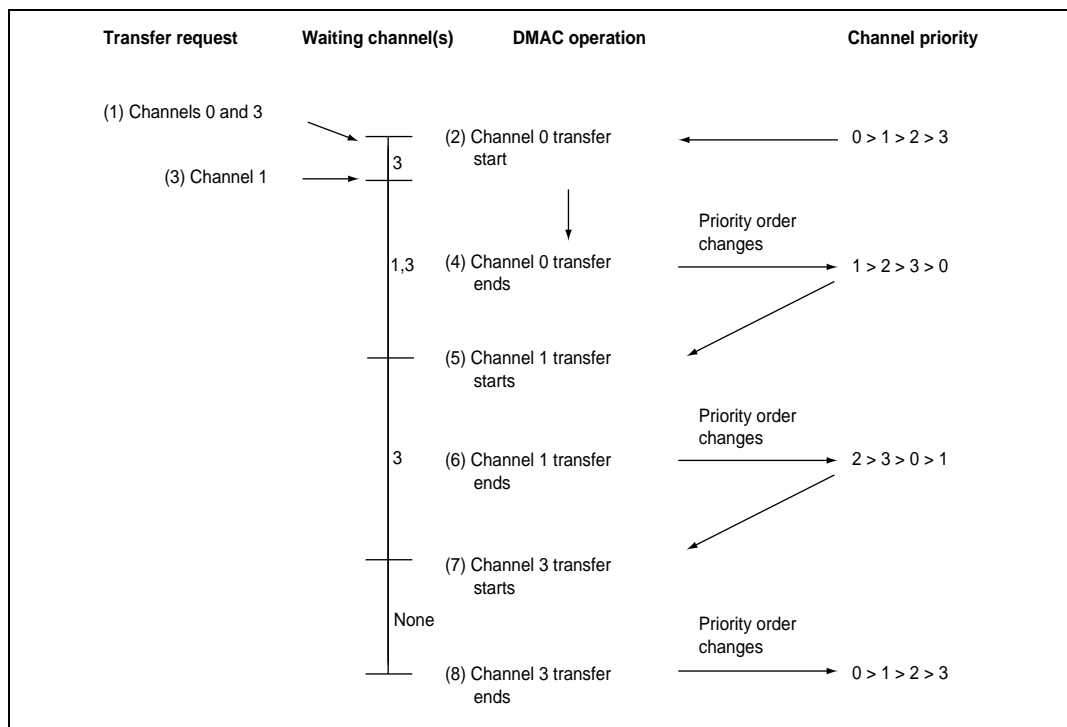 Transfer request Waiting channel(s) DMAC operation Channel priority
(1) Channels 0 and 3
(2) Channel 0 transfer
start
0 > 1 > 2 > 3
3
(3) Channel 1
Priority order
changes
1,3
(4) Channel 0 transfer
ends
1 > 2 > 3 > 0
(5) Channel 1 transfer
starts
Priority order
changes
3
(6) Channel 1 transfer
ends
2 > 3 > 0 > 1
(7) Channel 3 transfer
starts
None
Priority order
changes
(8) Channel 3 transfer
ends
0 > 1 > 2 > 3